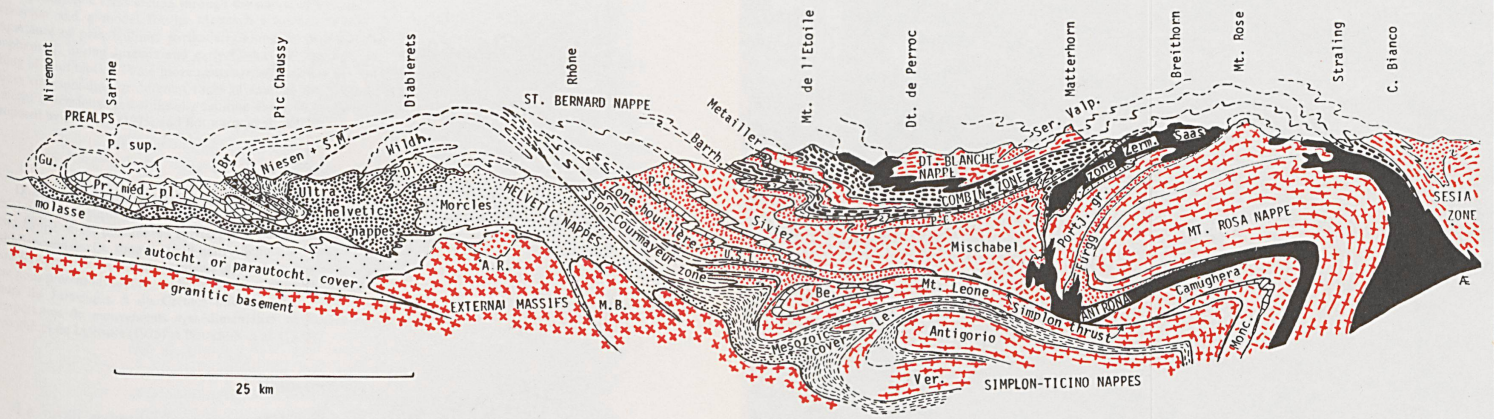 Niremont
Sarine
Pic Chaussy
Diablerets
Rhône
Mt. de l'Etoile
Dt. de Perroc
Matterhorn
Breithorn
Mt. Rose
Straling
C. Bianco
PREALPS
P. sup.
Gu.
Pr. méd. pl.
Br.
Niesen + S.M.
Wildh.
Di.
Ultra
helvetic
nappes
Morcles
HELVETIC NAPPES
molasse
autocht. or parautocht. cover.
granitic basement
A.R.
EXTERNAL MASSIFS
M.B.
ST. BERNARD NAPPE
Metailler
Barrh.
P.C.
zone houillère
Sion-Courmayeur zone
Siviez
Mischabel
DT. BLANCHE
NAPPE
COMBIN ZONE
P.C.
Ser. Valp.
zone Zerm. Saas
Portj. gr.
Furgg
MT. ROSA NAPPE
SESIA
ZONE
Æ
Be.
Mt. Leone
Simplon thrust
ANTRONA
Camughera
Monc.
Le.
Mesozoic
cover
Antigorio
Ver.
SIMPLON-TICINO NAPPES
25 km